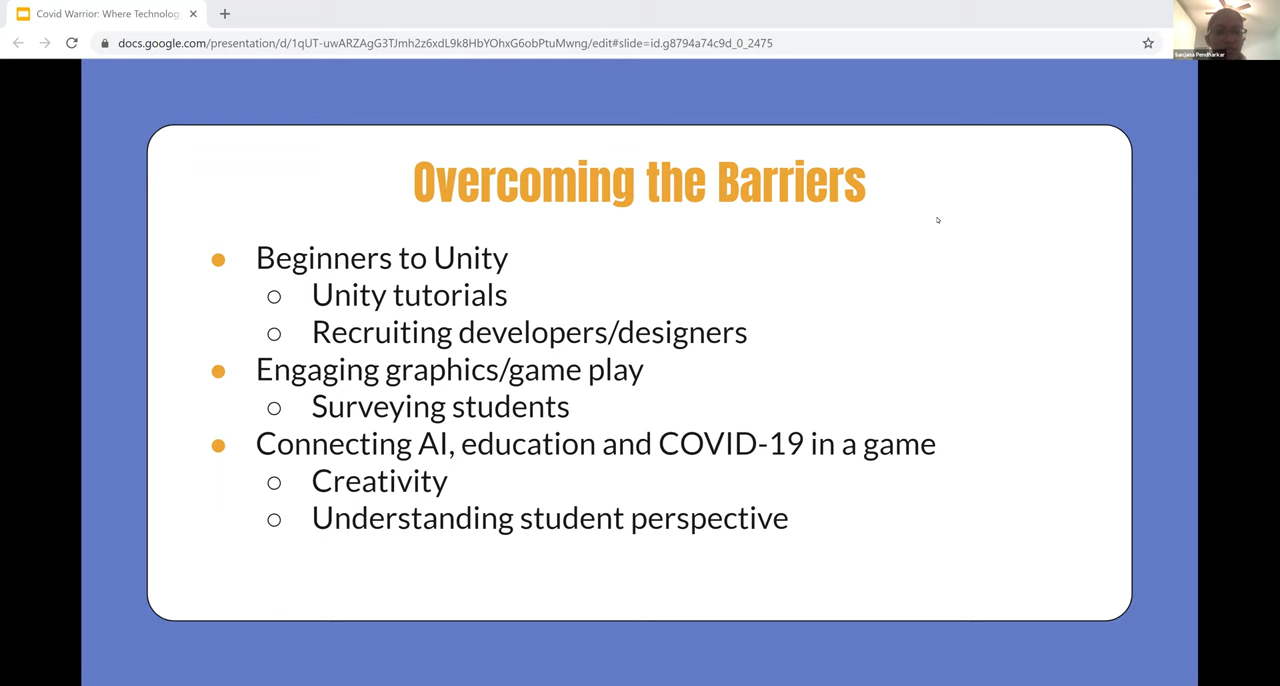 Covid Warrior: Where Technolog
docs.google.com/presentation/d/1qUT-uwARZAgG3TJmh2z6xdL9k8HbYOhxG6obPtuMwng/edit#slide=id.g8794a74c9d_0_2475
Sanjana Pendharkar
Overcoming the Barriers
● Beginners to Unity
○ Unity tutorials
○ Recruiting developers/designers
● Engaging graphics/game play
○ Surveying students
● Connecting AI, education and COVID-19 in a game
○ Creativity
○ Understanding student perspective